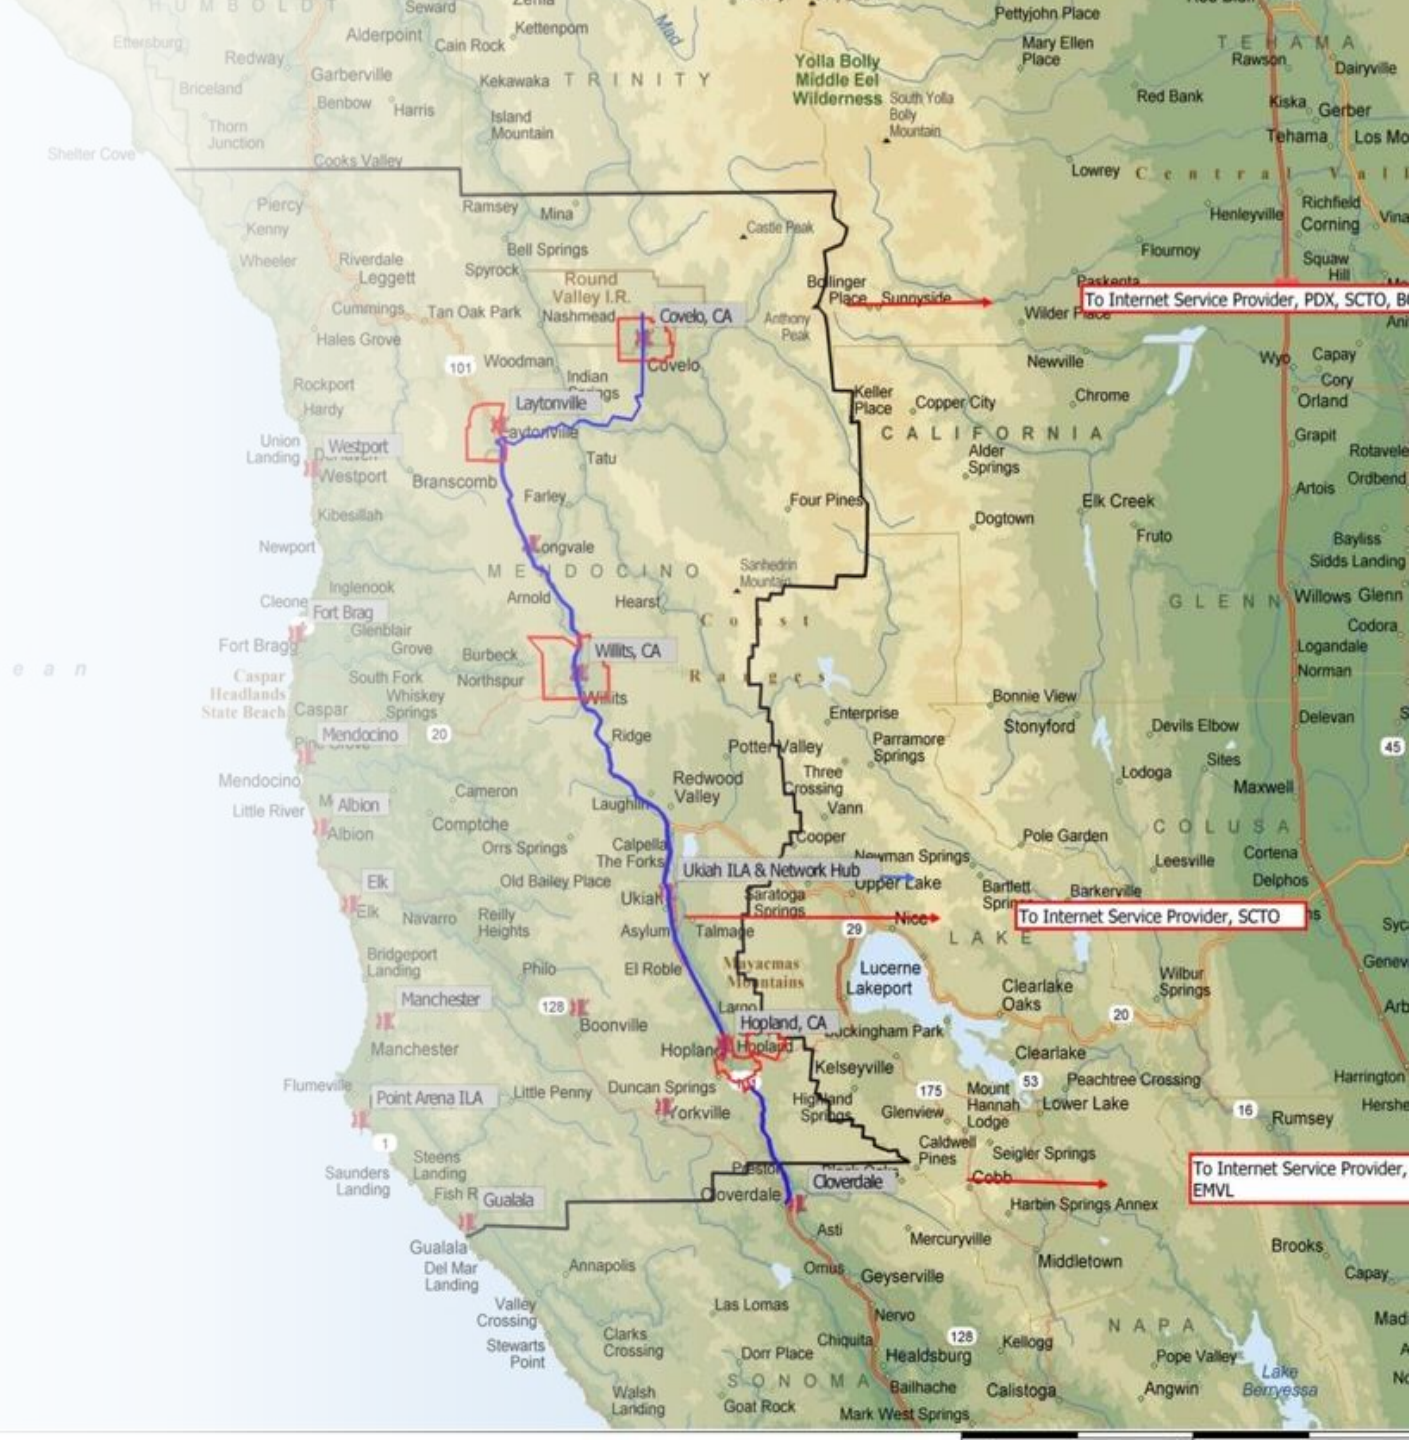 HUMBOLDT
Seward
Zenia
Kettenpom
Mad
Pettyjohn Place
Ettersburg
Alderpoint
Cain Rock
Mary Ellen
Place
TEHAMA
Rawson
Dairyville
Redway
Garberville
Kekawaka
TRINITY
Yolla Bolly
Middle Eel
Wilderness
South Yolla
Bolly
Mountain
Briceland
Benbow
Harris
Island
Mountain
Red Bank
Kiska
Gerber
Thorn
Junction
Tehama
Los Mo
Shelter Cove
Cooks Valley
Lowrey
Central Vall
Piercy
Ramsey
Mina
Henleyville
Richfield
Corning
Vina
Kenny
Castle Peak
Wheeler
Bell Springs
Flournoy
Squaw
Hill
Riverdale
Leggett
Spyrock
Round
Valley I.R.
Bollinger
Place
Sunnyside
Paskenta
To Internet Service Provider, PDX, SCTO, B
Cummings
Tan Oak Park
Nashmead
Covelo, CA
Anthony
Peak
Wilder Place
Ani
Hales Grove
101
Woodman
Covelo
Newville
Wyo
Capay
Rockport
Indian
Springs
Keller
Place
Copper City
Chrome
Cory
Orland
Hardy
Laytonville
Laytonville
CALIFORNIA
Grapit
Union
Landing
Westport
Westport
Tatu
Alder
Springs
Rotavele
Branscomb
Farley
Four Pines
Elk Creek
Artois
Ordbend
Kibesillah
Dogtown
Fruto
Bayliss
Newport
Longvale
Sidds Landing
MENDOCINO
Sanhedrin
Mountain
Inglenook
Arnold
Hearst
GLENN
Willows
Glenn
Cleone
Fort Brag
Coast
Codora
Fort Bragg
Glenblair
Grove
Burbeck
Willits, CA
Logandale
ean
Caspar
Headlands
State Beach
South Fork
Northspur
Ranges
Norman
Whiskey
Springs
Willits
Bonnie View
Caspar
Enterprise
Stonyford
Devils Elbow
Delevan
Mendocino
20
Ridge
Potter Valley
Parramore
Springs
45
Pine Grove
Sites
Mendocino
Cameron
Redwood
Valley
Three
Crossing
Lodoga
Maxwell
Little River
Albion
Laughlin
Vann
Albion
Comptche
Cooper
Pole Garden
COLUSA
Orrs Springs
Calpella
The Forks
Newman Springs
Leesville
Cortena
Elk
Old Bailey Place
Ukiah ILA & Network Hub
Upper Lake
Bartlett
Springs
Barkerville
Delphos
Elk
Navarro
Reilly
Heights
Ukiah
Saratoga
Springs
Nice
To Internet Service Provider, SCTO
Asylum
Talmage
29
LAKE
Bridgeport
Landing
Philo
El Roble
Mayacmas
Mountains
Lucerne
Lakeport
Wilbur
Springs
Manchester
128
Boonville
Largo
Clearlake
Oaks
20
Hopland, CA
Buckingham Park
Manchester
Hopland
Hopland
Clearlake
Flumeville
Kelseyville
Point Arena ILA
Little Penny
Duncan Springs
175
Mount
Hannah
Lodge
53
Peachtree Crossing
Harrington
Yorkville
Highland
Springs
Glenview
Lower Lake
16
Rumsey
1
Caldwell
Pines
Seigler Springs
Steens
Landing
Preston
Black Oaks
To Internet Service Provider,
EMVL
Saunders
Landing
Fish R
Gualala
Cloverdale
Cloverdale
Cobb
Harbin Springs Annex
Asti
Mercuryville
Gualala
Middletown
Brooks
Del Mar
Landing
Annapolis
Omus
Geyserville
Capay
Valley
Crossing
Las Lomas
Nervo
NAPA
Stewarts
Point
Clarks
Crossing
Chiquita
128
Kellogg
Dorr Place
Healdsburg
Pope Valley
Walsh
Landing
SONOMA
Bailhache
Calistoga
Angwin
Lake
Berryessa
Goat Rock
Mark West Springs